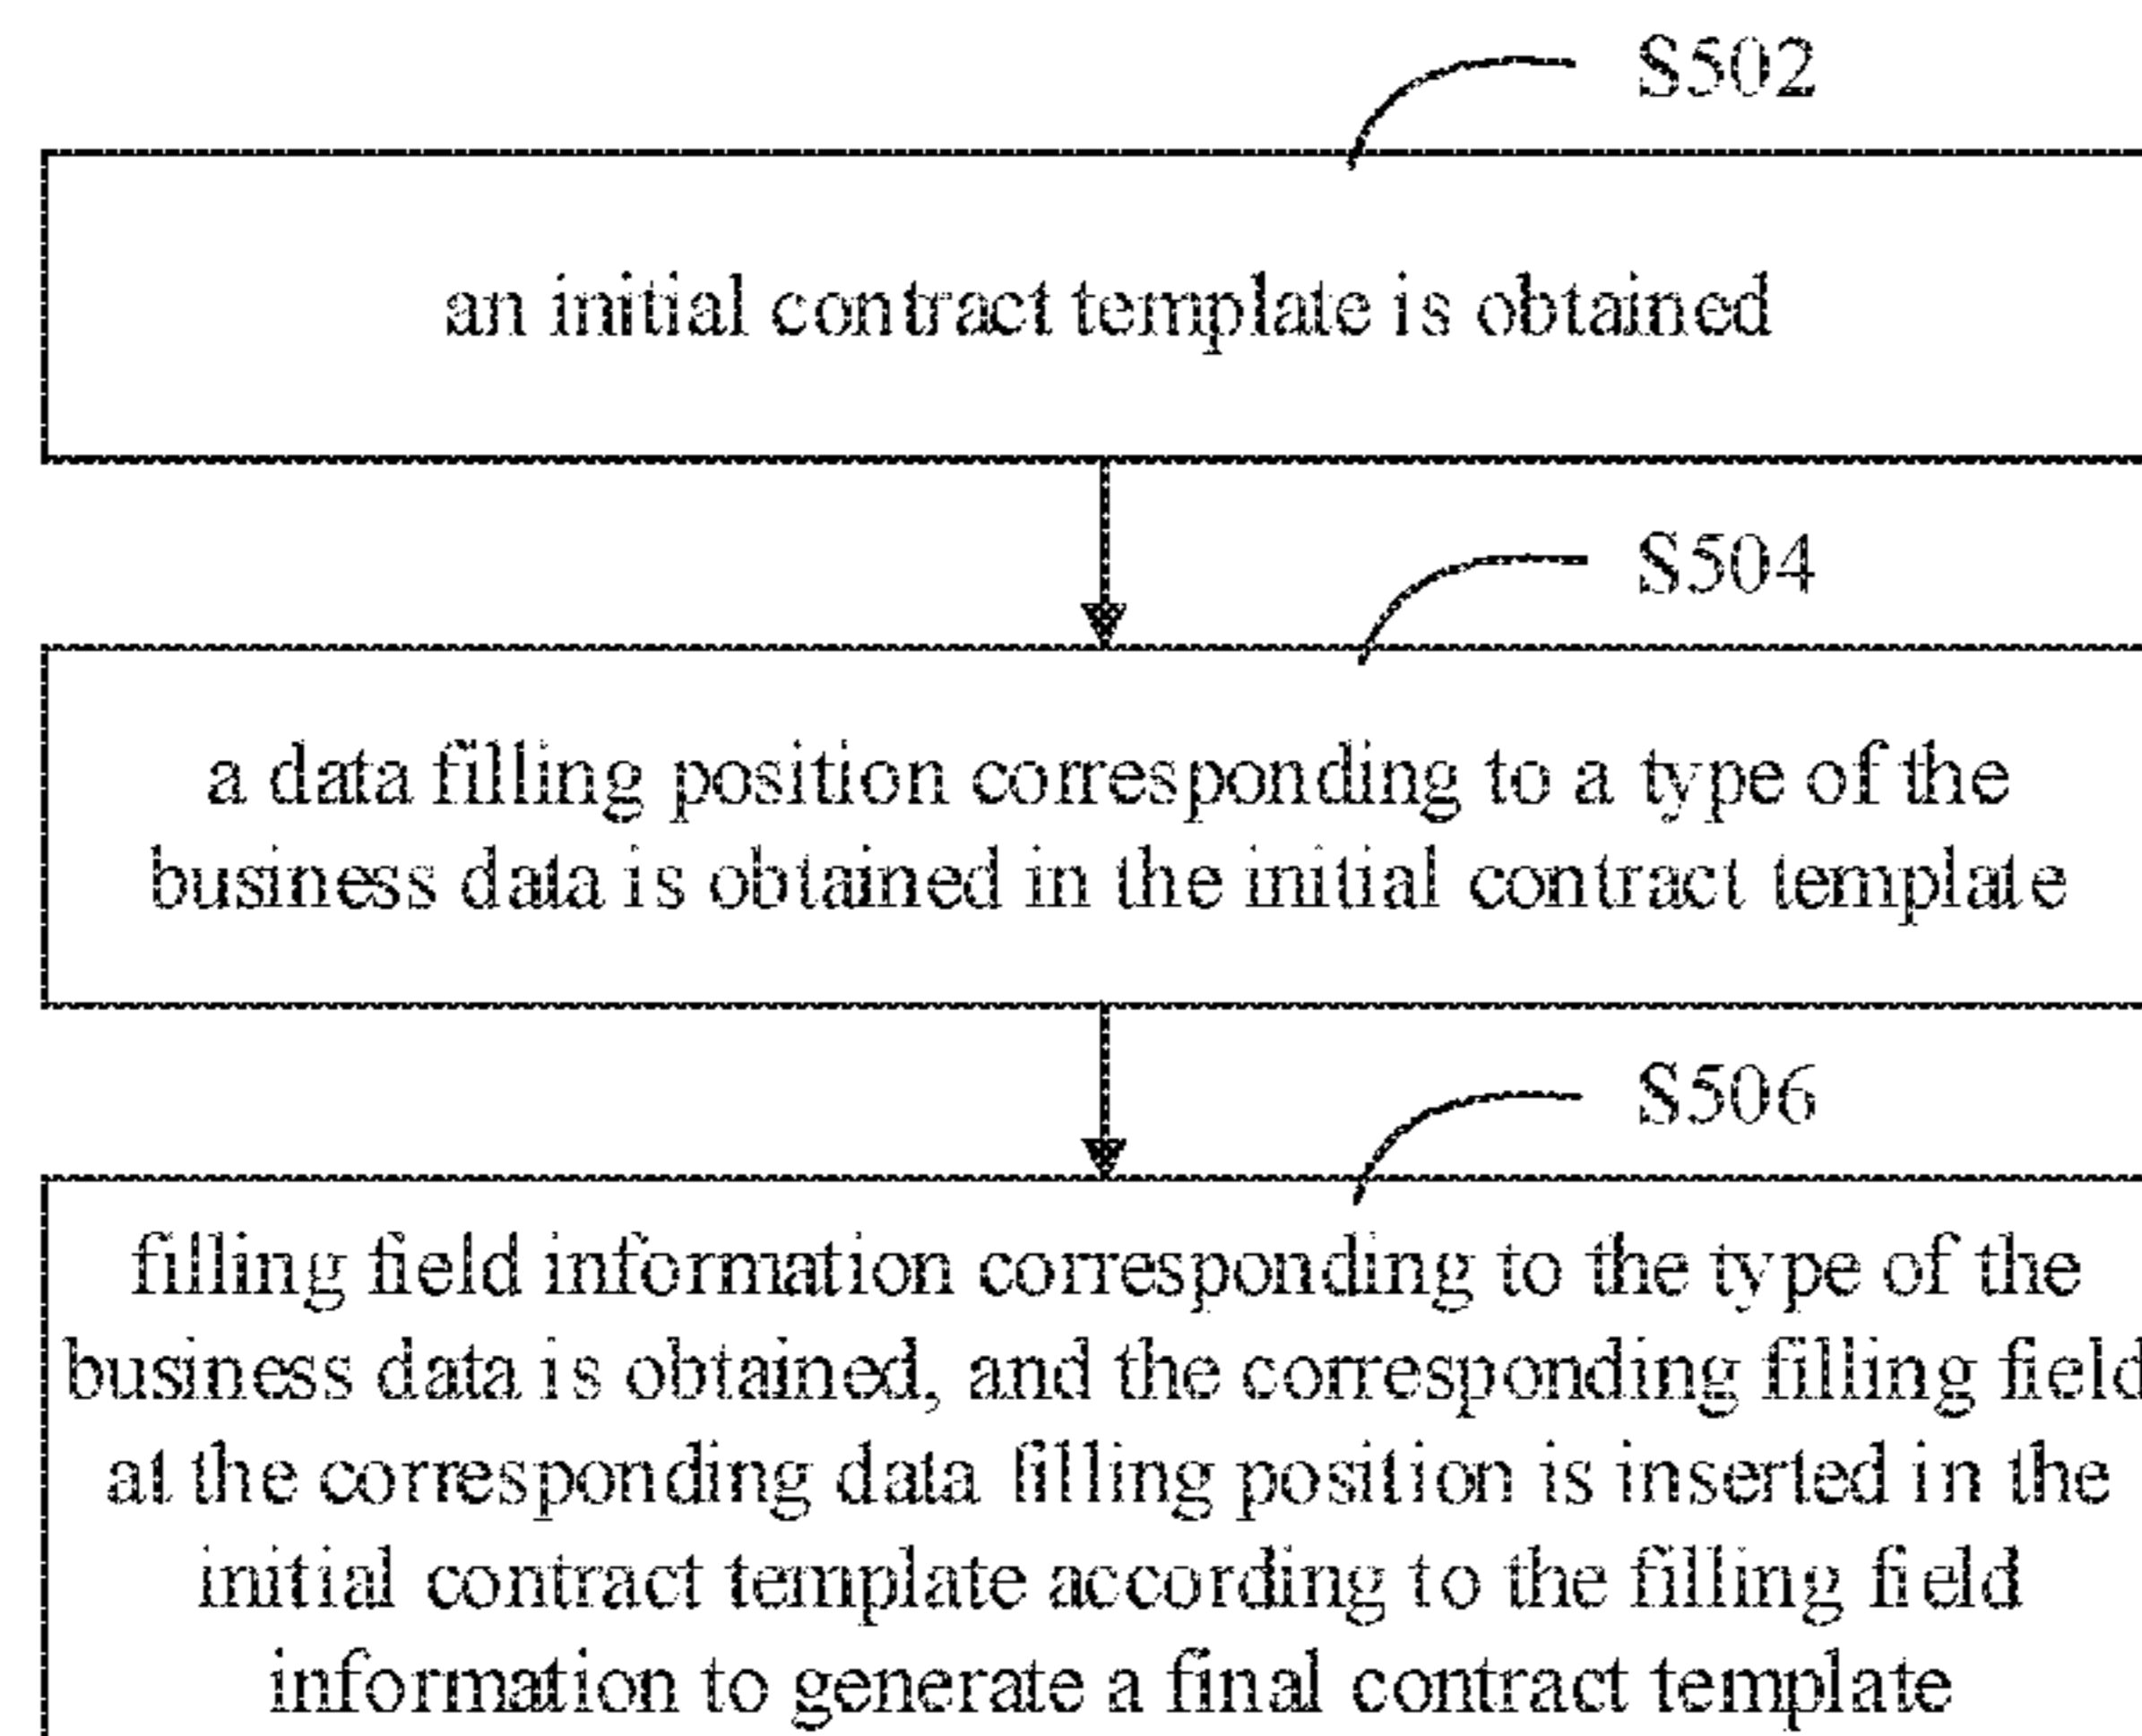 S502
an initial contract template is obtained
S504
a data filling position corresponding to a type of the
business data is obtained in the initial contract template
S506
filling field information corresponding to the type of the
business data is obtained, and the corresponding filling field
at the corresponding data filling position is inserted in the
initial contract template according to the filling field
information to generate a final contract template